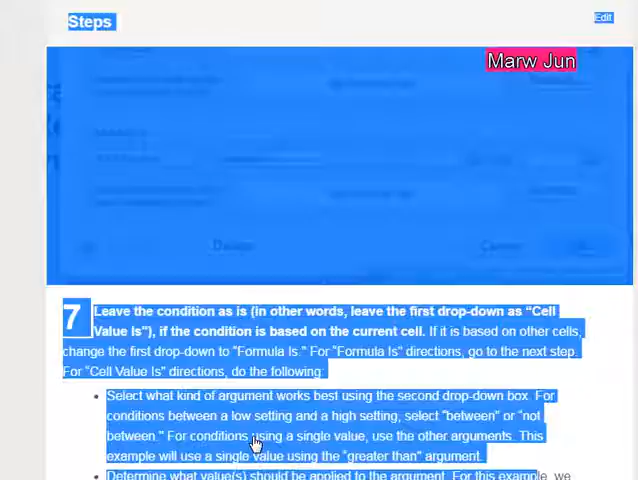 Steps
Edit
Marw Jun
7 Leave the condition as is (in other words, leave the first drop-down as "Cell
Value Is"), if the condition is based on the current cell. If it is based on other cells,
change the first drop-down to "Formula Is." For "Formula Is" directions, go to the next step.
For "Cell Value Is" directions, do the following:
• Select what kind of argument works best using the second drop-down box. For
conditions between a low setting and a high setting, select "between" or "not
between." For conditions using a single value, use the other arguments. This
example will use a single value using the "greater than" argument.
• Determine what value(s) should be applied to the argument. For this example, we